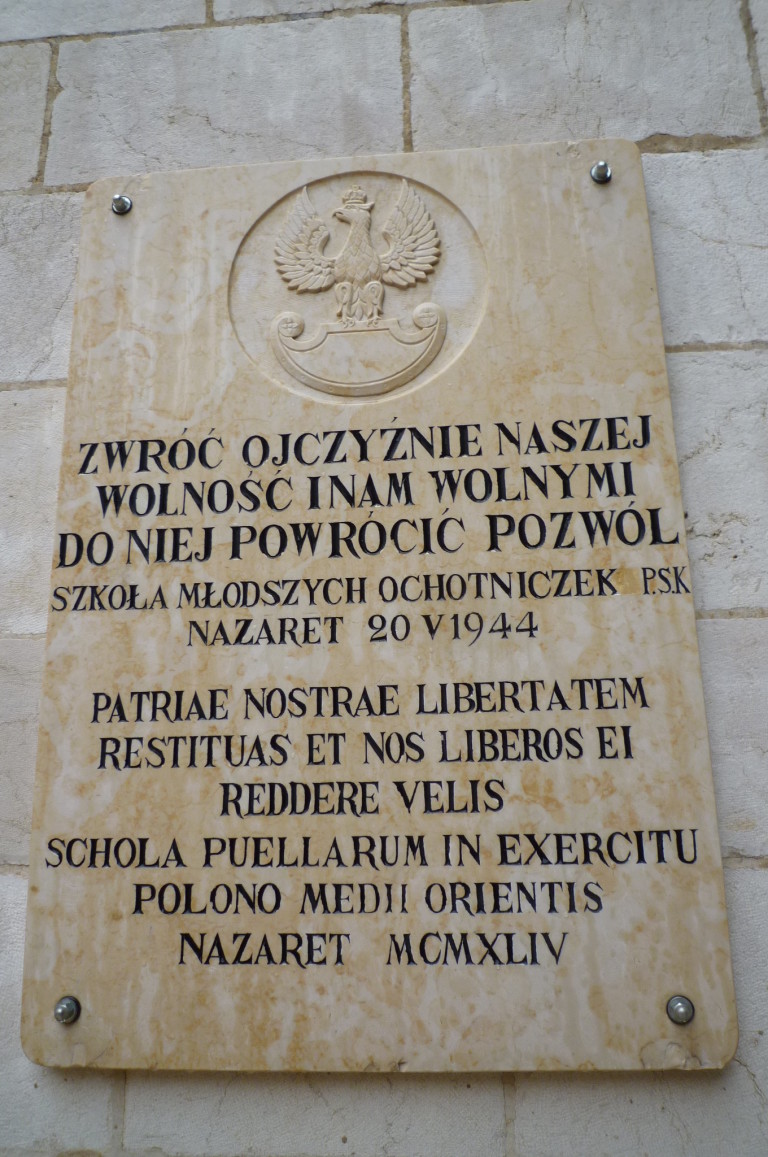 ZWRÓĆ OJCZYŹNIE NASZEJ
WOLNOŚĆ I NAM WOLNYMI
DO NIEJ POWRÓCIĆ POZWÓL
SZKOŁA MŁODSZYCH OCHOTNICZEK P.S.K
NAZARET 20 V 1944
PATRIAE NOSTRAE LIBERTATEM
RESTITUAS ET NOS LIBEROS EI
REDDERE VELIS
SCHOLA PUELLARUM IN EXERCITU
POLONO MEDII ORIENTIS
NAZARET MCMXLIV